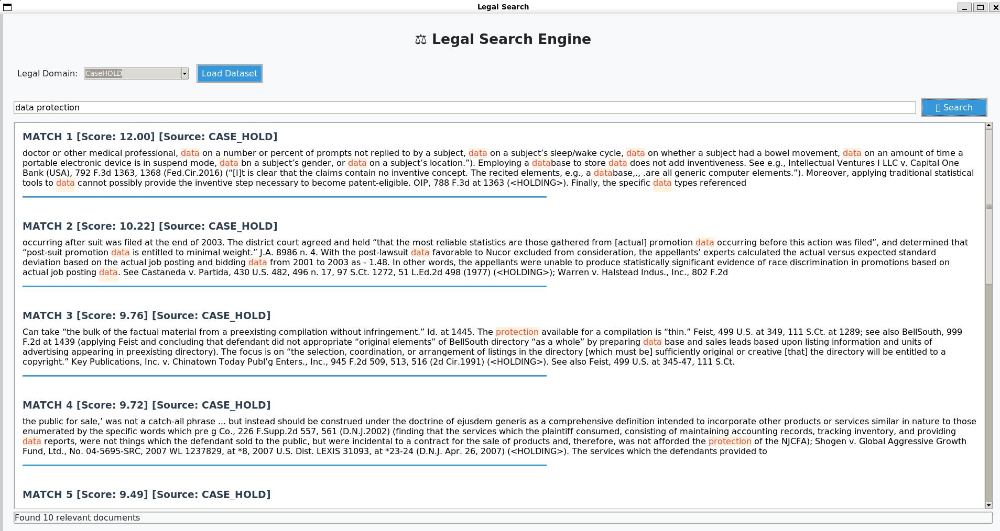 Legal Search
⚖ Legal Search Engine
Legal Domain: CaseHOLD Load Dataset
data protection Search
MATCH 1 [Score: 12.00] [Source: CASE_HOLD]
doctor or other medical professional, data on a number or percent of prompts not replied to by a subject, data on a subject’s sleep/wake cycle, data on whether a subject had a bowel movement, data on an amount of time a
portable electronic device is in suspend mode, data bn a subject’s gender, or data on a subject’s location.”). Employing a database to store data does not add inventiveness. See e.g., Intellectual Ventures I LLC v. Capital One
Bank (USA), 792 F.3d 1363, 1368 (Fed.Cir.2016) (“[I]t is clear that the claims contain no inventive concept. The recited elements, e.g., a database,., .are all generic computer elements.”). Moreover, applying traditional statistical
tools to data cannot possibly provide the inventive step necessary to become patent-eligible. OIP, 788 F.3d at 1363 (<HOLDING>). Finally, the specific data types referenced
MATCH 2 [Score: 10.22] [Source: CASE_HOLD]
occurring after suit was filed at the end of 2003. The district court agreed and held “that the most reliable statistics are those gathered from [actual] promotion data occurring before this action was filed”, and determined that
“post-suit promotion data is entitled to minimal weight.” J.A. 8986 n. 4. With the post-lawsuit data favorable to Nucor excluded from consideration, the appellants’ experts calculated the actual versus expected standard
deviation based on the actual job posting and bidding data from 2001 to 2003 as - 1.48. In other words, the appellants were unable to produce statistically significant evidence of race discrimination in promotions based on
actual job posting data. See Castaneda v. Partida, 430 U.S. 482, 496 n. 17, 97 S.Ct. 1272, 51 L.Ed.2d 498 (1977) (<HOLDING>); Warren v. Halstead Indus., Inc., 802 F.2d
MATCH 3 [Score: 9.76] [Source: CASE_HOLD]
Can take “the bulk of the factual material from a preexisting compilation without infringement.” Id. at 1445. The protection available for a compilation is “thin.” Feist, 499 U.S. at 349, 111 S.Ct. at 1289; see also BellSouth, 999
F.2d at 1439 (applying Feist and concluding that defendant did not appropriate “original elements” of BellSouth directory “as a whole” by preparing data base and sales leads based upon listing information and units of
advertising appearing in preexisting directory). The focus is on “the selection, coordination, or arrangement of listings in the directory [which must be] sufficiently original or creative [that] the directory will be entitled to a
copyright.” Key Publications, Inc. v. Chinatown Today Publ’g Enters., Inc., 945 F.2d 509, 513, 516 (2d Cir.1991) (<HOLDING>). See also Feist, 499 U.S. at 345-47, 111 S.Ct.
MATCH 4 [Score: 9.72] [Source: CASE_HOLD]
the public for sale,’ was not a catch-all phrase ... but instead should be construed under the doctrine of ejusdem generis as a comprehensive definition intended to incorporate other products or services similar in nature to those
enumerated by the specific words which pre g Co., 226 F.Supp.2d 557, 561 (D.N.J.2002) (finding that the services which the plaintiff consumed, consisting of maintaining accounting records, tracking inventory, and providing
data reports, were not things which the defendant sold to the public, but were incidental to a contract for the sale of products and, therefore, was not afforded the protection of the NJCFA); Shogen v. Global Aggressive Growth
Fund, Ltd., No. 04-5695-SRC, 2007 WL 1237829, at *8, 2007 U.S. Dist. LEXIS 31093, at *23-24 (D.N.J. Apr. 26, 2007) (<HOLDING>). The services which the defendants provided to
MATCH 5 [Score: 9.49] [Source: CASE_HOLD]
Found 10 relevant documents